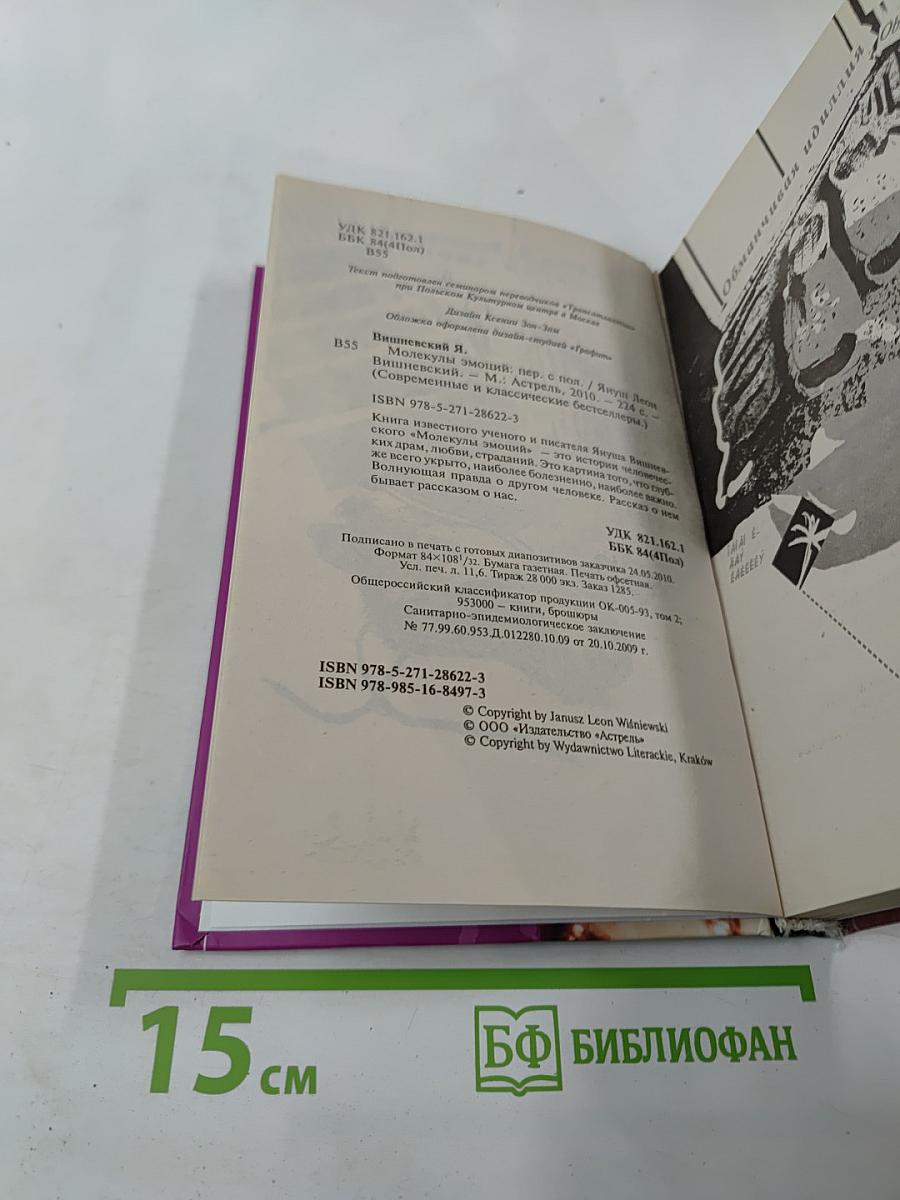 УДК 821.162.1
ББК 84(4Пол)
В55
Текст подготовлен семинаром переводчиков «Трансатлантик»
при Польском Культурном центре в Москве
Дизайн Ксении Зон-Зам
Обложка оформлена дизайн-студией «Графит»
Вишневский Я.
В55 Молекулы эмоций: пер. с пол. / Януш Леон
Вишневский. – М.: Астрель, 2010. – 224 с. –
(Современные и классические бестселлеры.)
ISBN 978-5-271-28622-3
Книга известного ученого и писателя Януша Вишнев-
ского «Молекулы эмоций» – это истории человечес-
ких драм, любви, страданий. Это картина того, что глуб-
же всего укрыто, наиболее болезненно, наиболее важно.
Волнующая правда о другом человеке. Рассказ о нем
бывает рассказом о нас.
УДК 821.162.1
ББК 84(4Пол)
Подписано в печать с готовых диапозитивов заказчика 24.05.2010.
Формат 84×108¹/32. Бумага газетная. Печать офсетная.
Усл. печ. л. 11,6. Тираж 28 000 экз. Заказ 1285.
Общероссийский классификатор продукции ОК-005-93, том 2;
953000 – книги, брошюры
Санитарно-эпидемиологическое заключение
№ 77.99.60.953.Д.012280.10.09 от 20.10.2009 г.
ISBN 978-5-271-28622-3
ISBN 978-985-16-8497-3
© Copyright by Janusz Leon Wiśniewski
© ООО «Издательство «Астрель»
© Copyright by Wydawnictwo Literackie, Kraków
Обманчивая идиллия
15 см
БФ БИБЛИОФАН